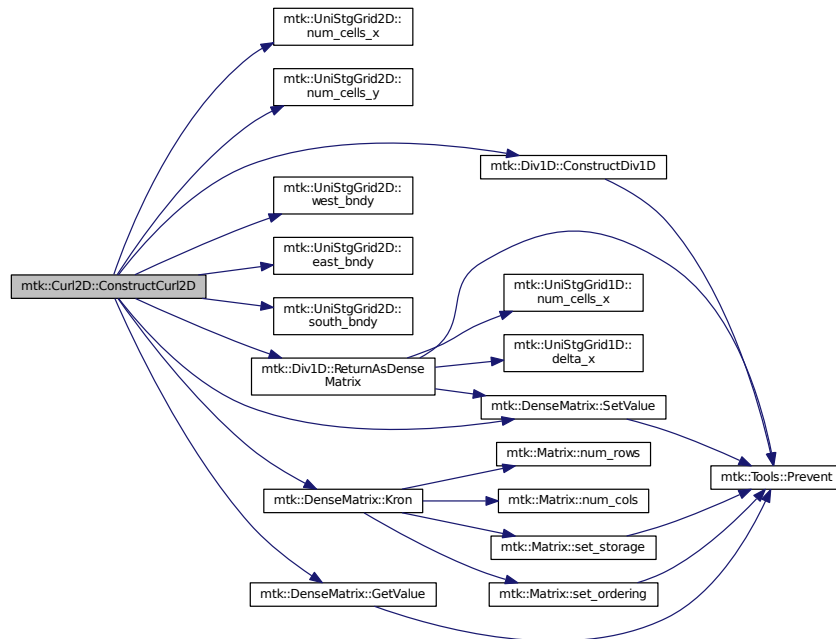 mtk::UniStgGrid2D::
num_cells_x
mtk::UniStgGrid2D::
num_cells_y
mtk::Div1D::ConstructDiv1D
mtk::UniStgGrid2D::
west_bndy
mtk::UniStgGrid2D::
east_bndy
mtk::UniStgGrid1D::
num_cells_x
mtk::Curl2D::ConstructCurl2D
mtk::UniStgGrid2D::
south_bndy
mtk::UniStgGrid1D::
delta_x
mtk::Div1D::ReturnAsDense
Matrix
mtk::DenseMatrix::SetValue
mtk::Matrix::num_rows
mtk::Tools::Prevent
mtk::DenseMatrix::Kron
mtk::Matrix::num_cols
mtk::Matrix::set_storage
mtk::DenseMatrix::GetValue
mtk::Matrix::set_ordering